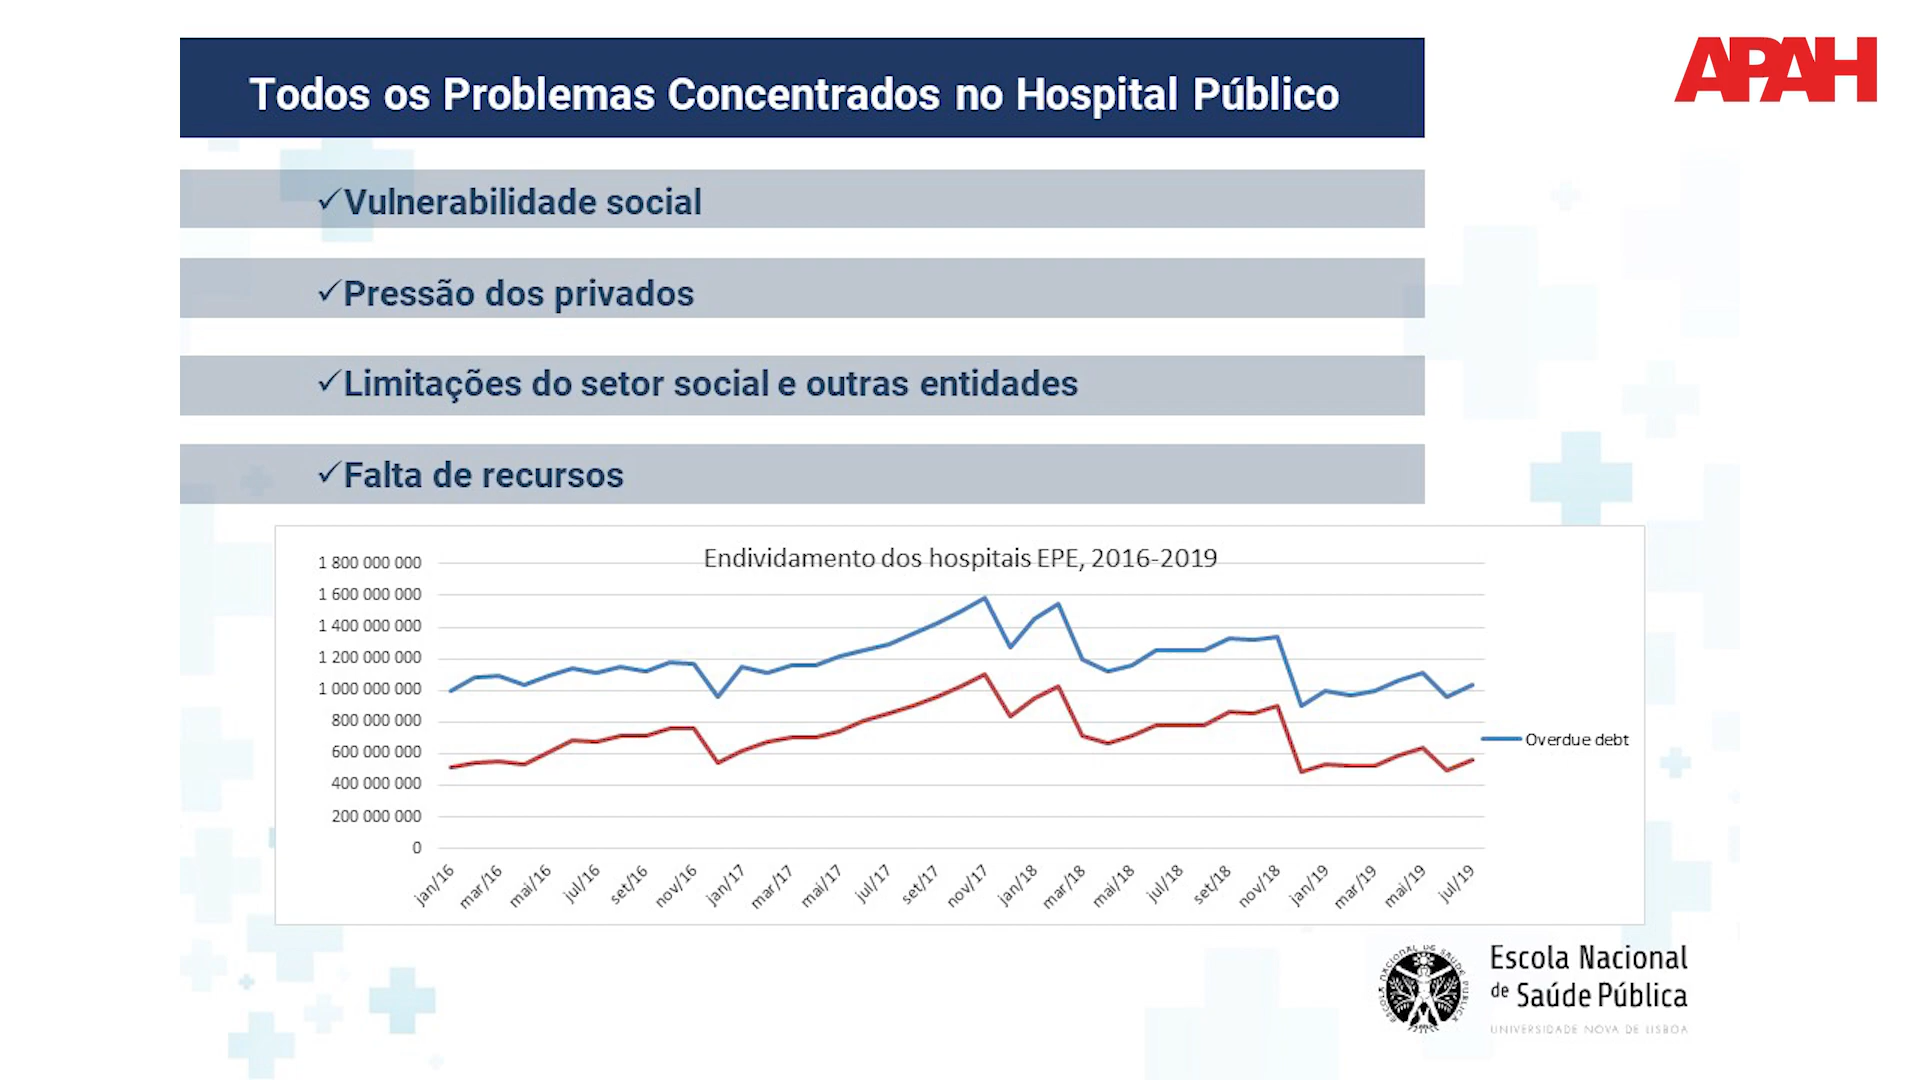 APAH
Todos os Problemas Concentrados no Hospital Público
✓Vulnerabilidade social
✓Pressão dos privados
✓Limitações do setor social e outras entidades
✓Falta de recursos
Endividamento dos hospitais EPE, 2016-2019
1 800 000 000
1 600 000 000
1 400 000 000
1 200 000 000
1 000 000 000
800 000 000
600 000 000
400 000 000
200 000 000
0
jan/16
mar/16
mai/16
jul/16
set/16
nov/16
jan/17
mar/17
mai/17
jul/17
set/17
nov/17
jan/18
mar/18
mai/18
jul/18
set/18
nov/18
jan/19
mar/19
mai/19
jul/19
Overdue debt
ESCOLA NACIONAL DE SAÚDE PÚBLICA
Escola Nacional
de Saúde Pública
UNIVERSIDADE NOVA DE LISBOA